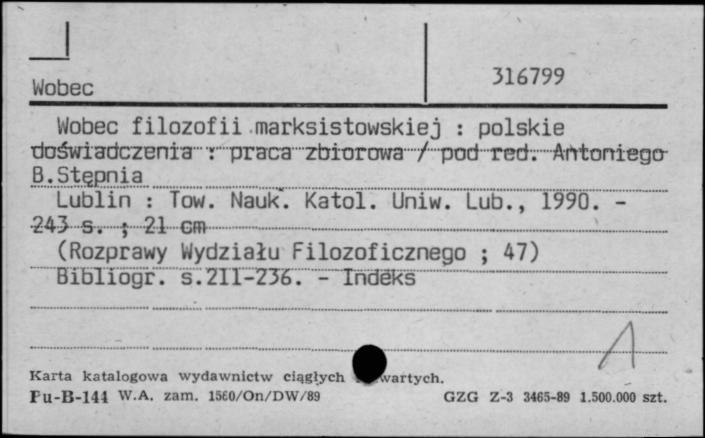 316799
Wobec
Wobec filozofii marksistowskiej : polskie
doświadczenia : praca zbiorowa / pod red. Antoniego
B.Stępnia
Lublin : Tow. Nauk. Katol. Uniw. Lub., 1990. -
243 s. ; 21 cm
(Rozprawy Wydziału Filozoficznego ; 47)
Bibliogr. s.211-236. - Indeks
Karta katalogowa wydawnictw ciągłych wartych.
Pu-B-144 W.A. zam. 1560/On/DW/89 GZG Z-3 3465-89 1.500.000 szt.